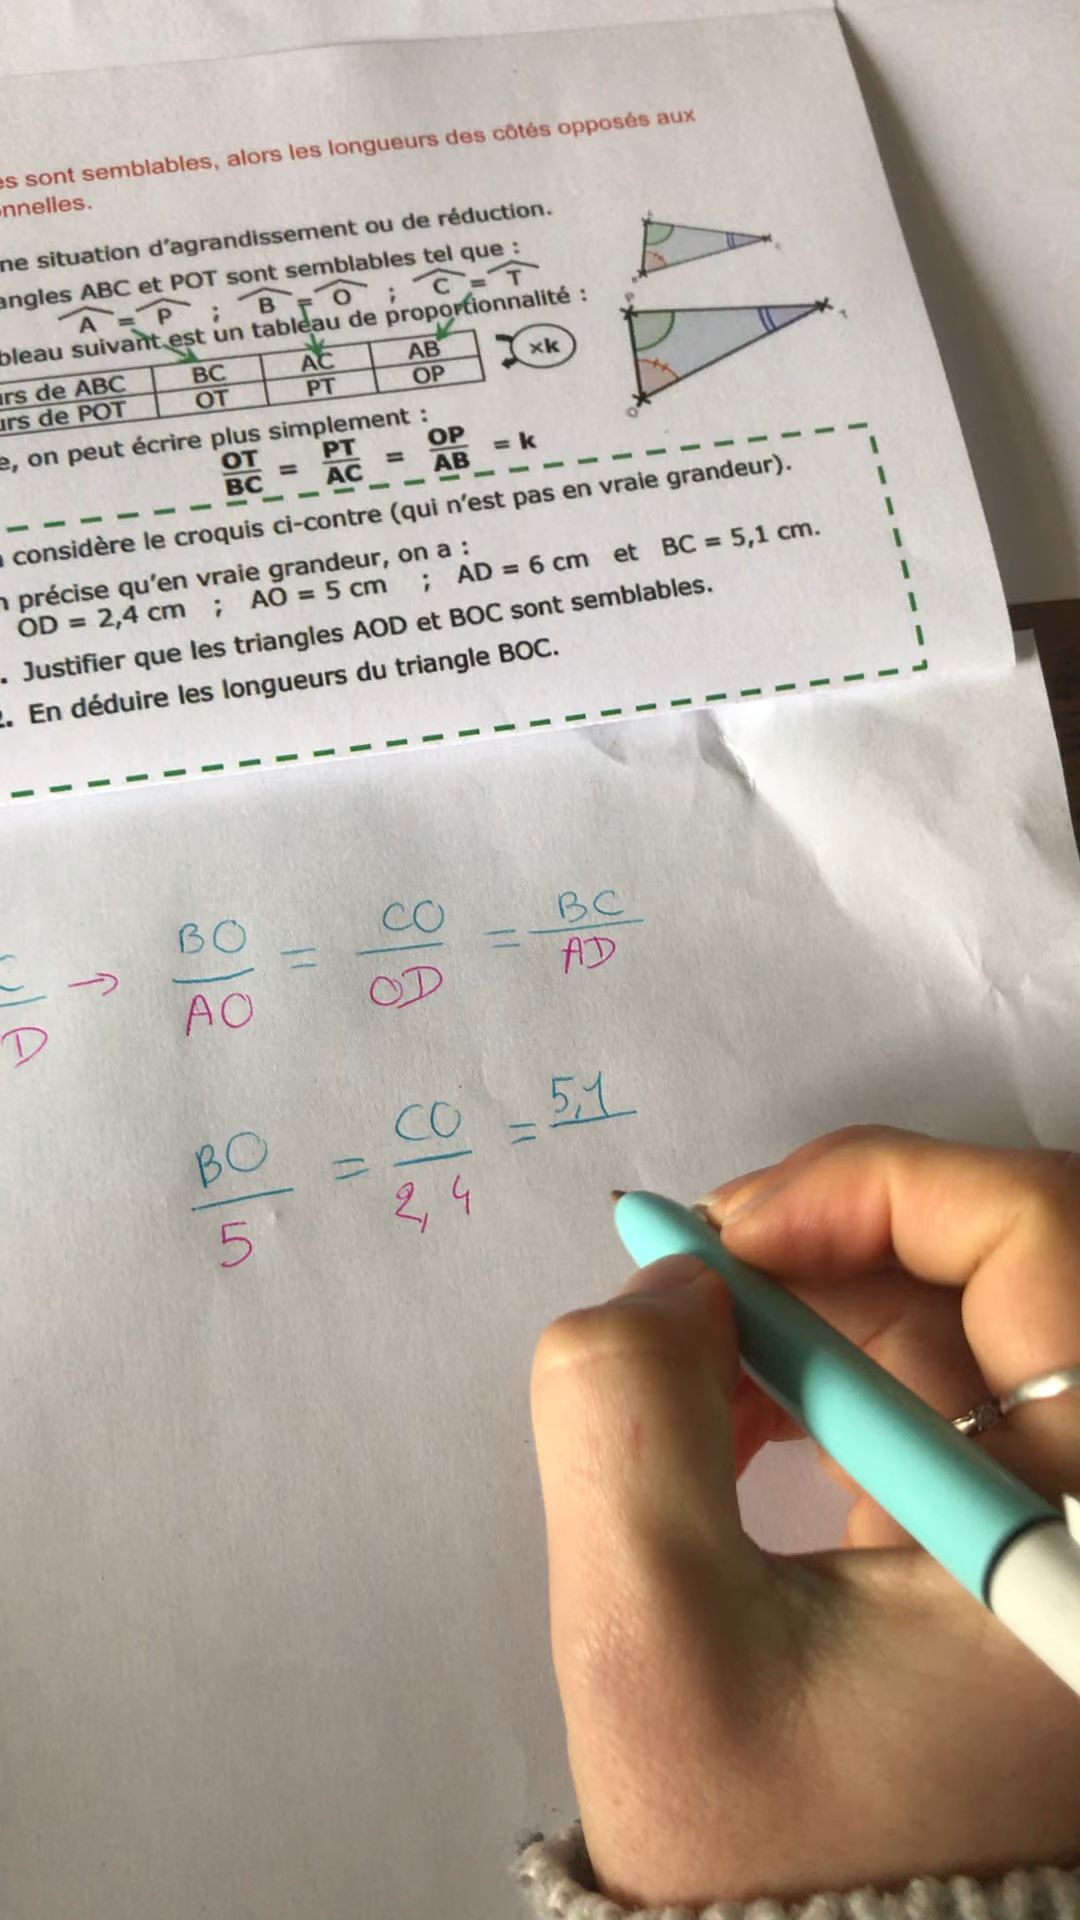 es sont semblables, alors les longueurs des côtés opposés aux
onnelles.
ne situation d'agrandissement ou de réduction.
angles ABC et POT sont semblables tel que :
A = P ; B = O ; C = T
bleau suivant est un tableau de proportionnalité :
urs de ABC BC AC AB
urs de POT OT PT OP
×k
e, on peut écrire plus simplement :
OT/BC = PT/AC = OP/AB = k
considère le croquis ci-contre (qui n'est pas en vraie grandeur).
n précise qu'en vraie grandeur, on a :
OD = 2,4 cm ; AO = 5 cm ; AD = 6 cm et BC = 5,1 cm.
. Justifier que les triangles AOD et BOC sont semblables.
2. En déduire les longueurs du triangle BOC.
C/D → BO/AO = CO/OD = BC/AD
BO/5 = CO/2,4 = 5,1